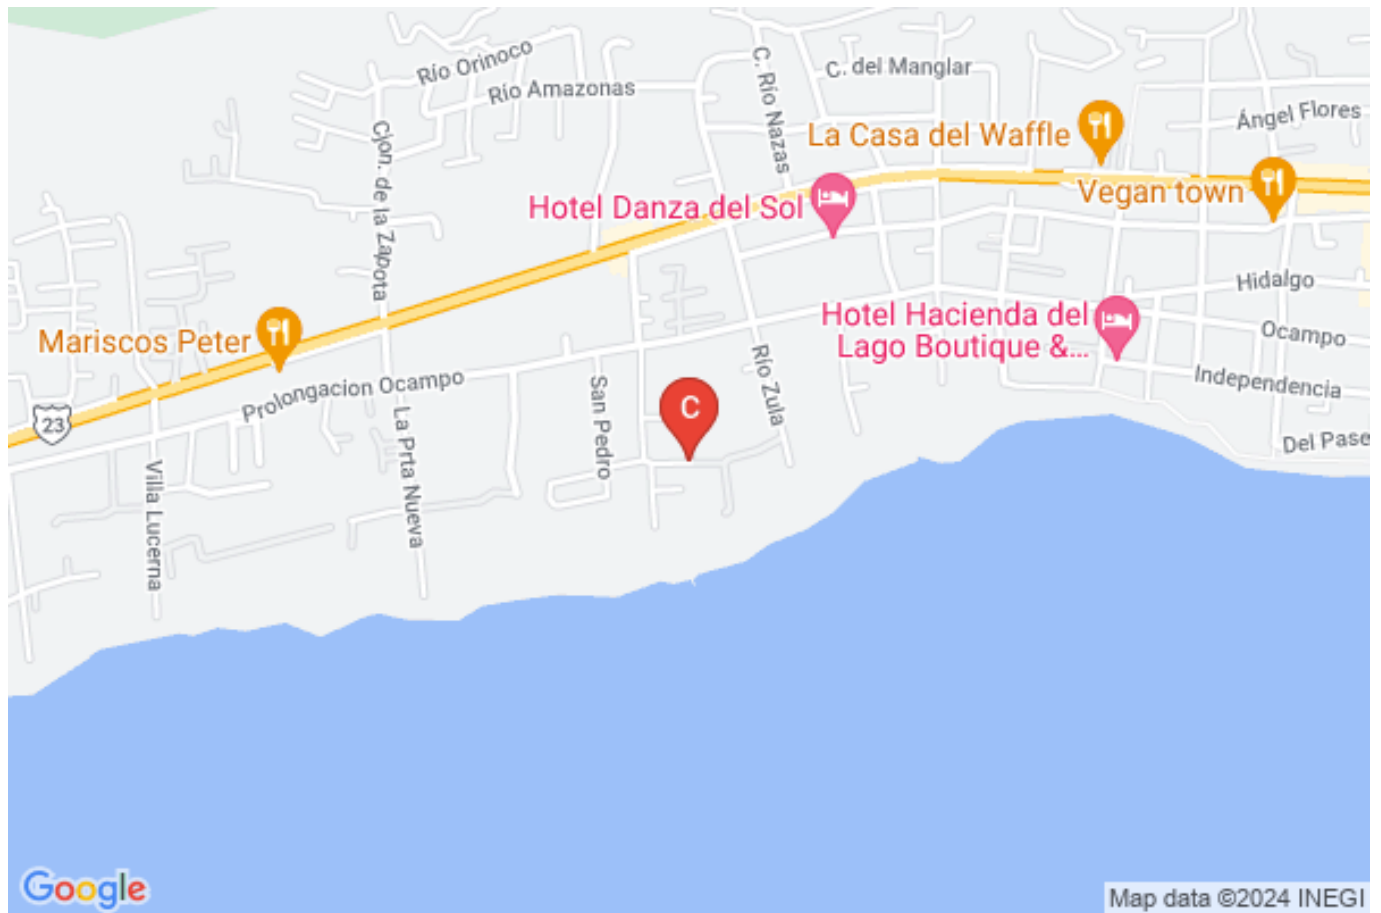 Río Orinoco
C. del Manglar
Río Amazonas
C. Río Nazas
Ángel Flores
La Casa del Waffle
Cjon. de la Zapota
Vegan town
Hotel Danza del Sol
Hidalgo
Hotel Hacienda del
Lago Boutique &...
Ocampo
Mariscos Peter
Prolongacion Ocampo
Río Zula
Independencia
San Pedro
C
23
La Prta Nueva
Del Pase
Villa Lucerna
Google
Map data ©2024 INEGI